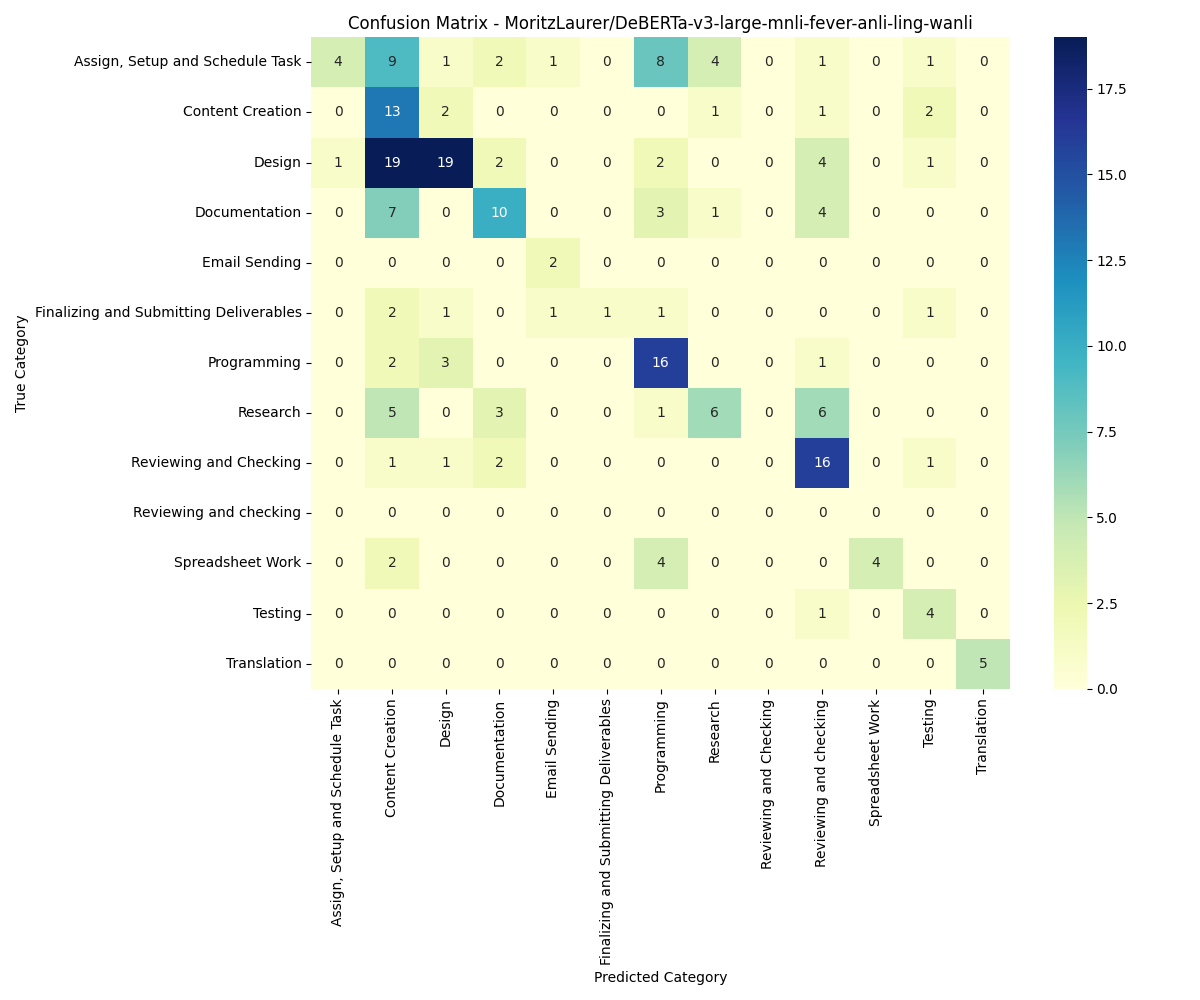 Confusion Matrix - MoritzLaurer/DeBERTa-v3-large-mnli-fever-anli-ling-wanli
True Category
Assign, Setup and Schedule Task 4 9 1 2 1 0 8 4 0 1 0 1 0
Content Creation 0 13 2 0 0 0 0 1 0 1 0 2 0
Design 1 19 19 2 0 0 2 0 0 4 0 1 0
Documentation 0 7 0 10 0 0 3 1 0 4 0 0 0
Email Sending 0 0 0 0 2 0 0 0 0 0 0 0 0
Finalizing and Submitting Deliverables 0 2 1 0 1 1 1 0 0 0 0 1 0
Programming 0 2 3 0 0 0 16 0 0 1 0 0 0
Research 0 5 0 3 0 0 1 6 0 6 0 0 0
Reviewing and Checking 0 1 1 2 0 0 0 0 0 16 0 1 0
Reviewing and checking 0 0 0 0 0 0 0 0 0 0 0 0 0
Spreadsheet Work 0 2 0 0 0 0 4 0 0 0 4 0 0
Testing 0 0 0 0 0 0 0 0 0 1 0 4 0
Translation 0 0 0 0 0 0 0 0 0 0 0 0 5
Assign, Setup and Schedule Task
Content Creation
Design
Documentation
Email Sending
Finalizing and Submitting Deliverables
Programming
Research
Reviewing and Checking
Reviewing and checking
Spreadsheet Work
Testing
Translation
Predicted Category
17.5
15.0
12.5
10.0
7.5
5.0
2.5
0.0